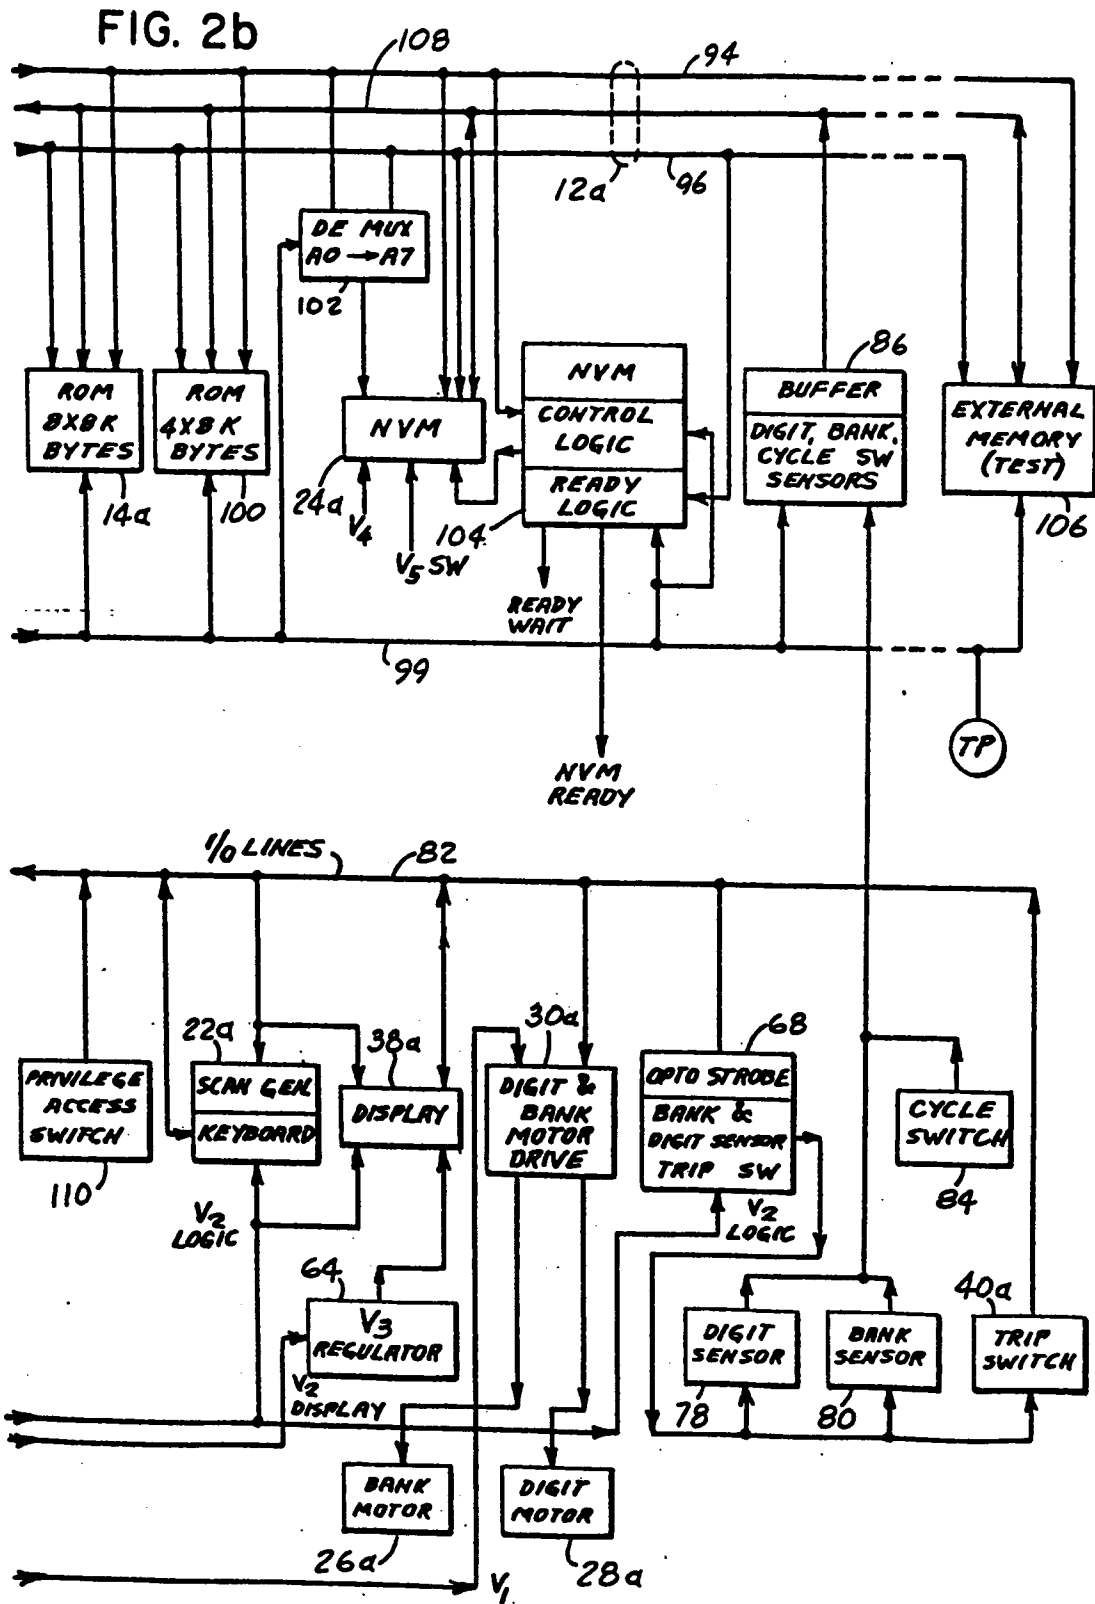 FIG. 2b
108
94
12a
96
DE MUX
A0 → A7
102
ROM
8X8K
BYTES
14a
ROM
4X8K
BYTES
100
NVM
24a
V4
V5 SW
NVM
CONTROL
LOGIC
READY
LOGIC
104
READY
WAIT
NVM
READY
86
BUFFER
DIGIT, BANK,
CYCLE SW
SENSORS
EXTERNAL
MEMORY
(TEST)
106
99
TP
I/O LINES
82
PRIVILEGE
ACCESS
SWITCH
110
22a
SCAN GEN.
KEYBOARD
V2
LOGIC
38a
DISPLAY
30a
DIGIT &
BANK
MOTOR
DRIVE
68
OPTO STROBE
BANK &
DIGIT SENSOR
TRIP SW
V2
LOGIC
CYCLE
SWITCH
84
64
V3
REGULATOR
V2
DISPLAY
DIGIT
SENSOR
78
BANK
SENSOR
80
40a
TRIP
SWITCH
BANK
MOTOR
26a
DIGIT
MOTOR
28a
V1